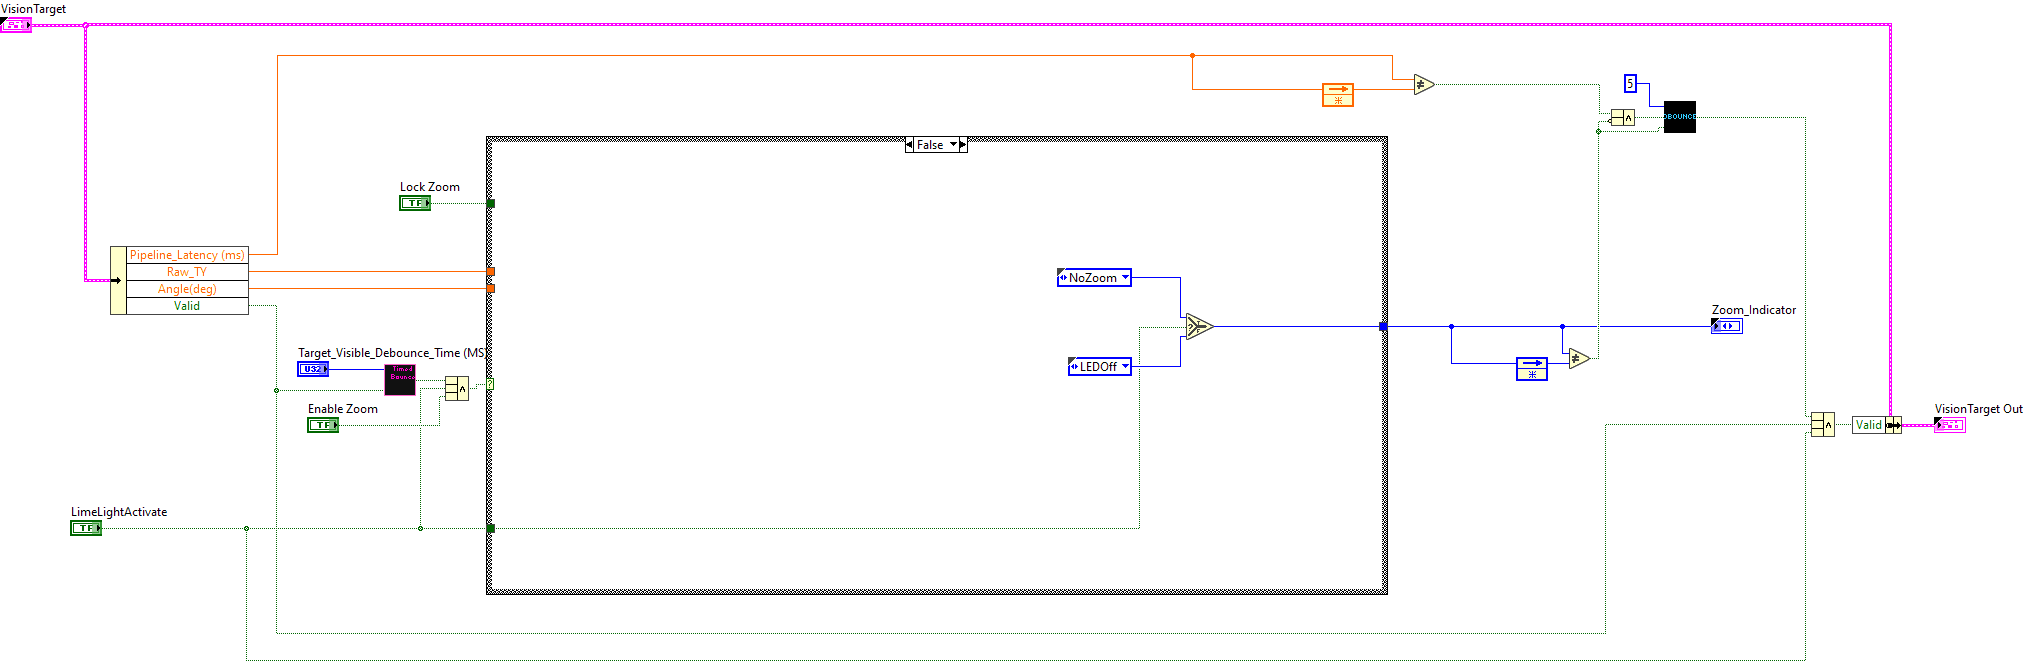 VisionTarget
5
DBOUNCE
False
Lock Zoom
TF
Pipeline_Latency (ms)
Raw_TY
Angle(deg)
Valid
NoZoom
LEDOff
Zoom_Indicator
Target_Visible_Debounce_Time (MS)
U32
Timed
Bounce
Enable Zoom
TF
VisionTarget Out
Valid
LimeLightActivate
TF